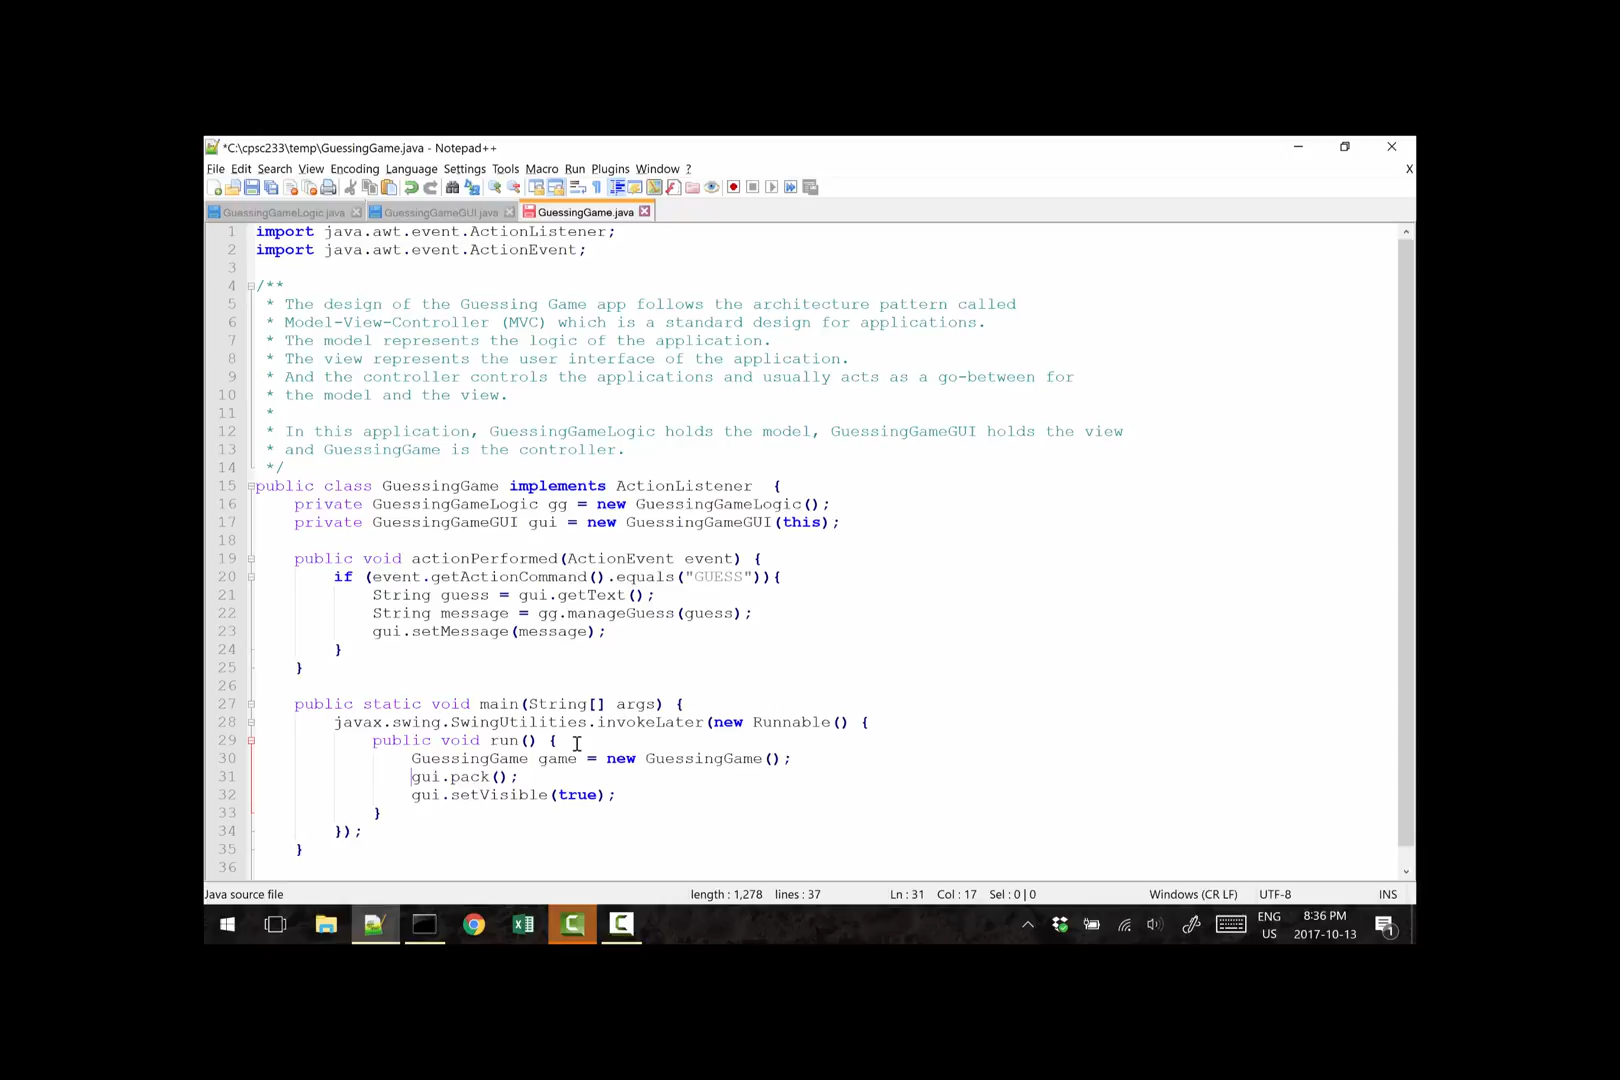 *C:\cpsc233\temp\GuessingGame.java - Notepad++
File Edit Search View Encoding Language Settings Tools Macro Run Plugins Window ? X
GuessingGameLogic.java GuessingGameGUI.java GuessingGame.java
1 import java.awt.event.ActionListener;
2 import java.awt.event.ActionEvent;
3
4 /**
5 * The design of the Guessing Game app follows the architecture pattern called
6 * Model-View-Controller (MVC) which is a standard design for applications.
7 * The model represents the logic of the application.
8 * The view represents the user interface of the application.
9 * And the controller controls the applications and usually acts as a go-between for
10 * the model and the view.
11 *
12 * In this application, GuessingGameLogic holds the model, GuessingGameGUI holds the view
13 * and GuessingGame is the controller.
14 */
15 public class GuessingGame implements ActionListener {
16 private GuessingGameLogic gg = new GuessingGameLogic();
17 private GuessingGameGUI gui = new GuessingGameGUI(this);
18
19 public void actionPerformed(ActionEvent event) {
20 if (event.getActionCommand().equals("GUESS")){
21 String guess = gui.getText();
22 String message = gg.manageGuess(guess);
23 gui.setMessage(message);
24 }
25 }
26
27 public static void main(String[] args) {
28 javax.swing.SwingUtilities.invokeLater(new Runnable() {
29 public void run() {
30 GuessingGame game = new GuessingGame();
31 gui.pack();
32 gui.setVisible(true);
33 }
34 });
35 }
36
Java source file length : 1,278 lines : 37 Ln : 31 Col : 17 Sel : 0 | 0 Windows (CR LF) UTF-8 INS
ENG 8:36 PM
US 2017-10-13 1